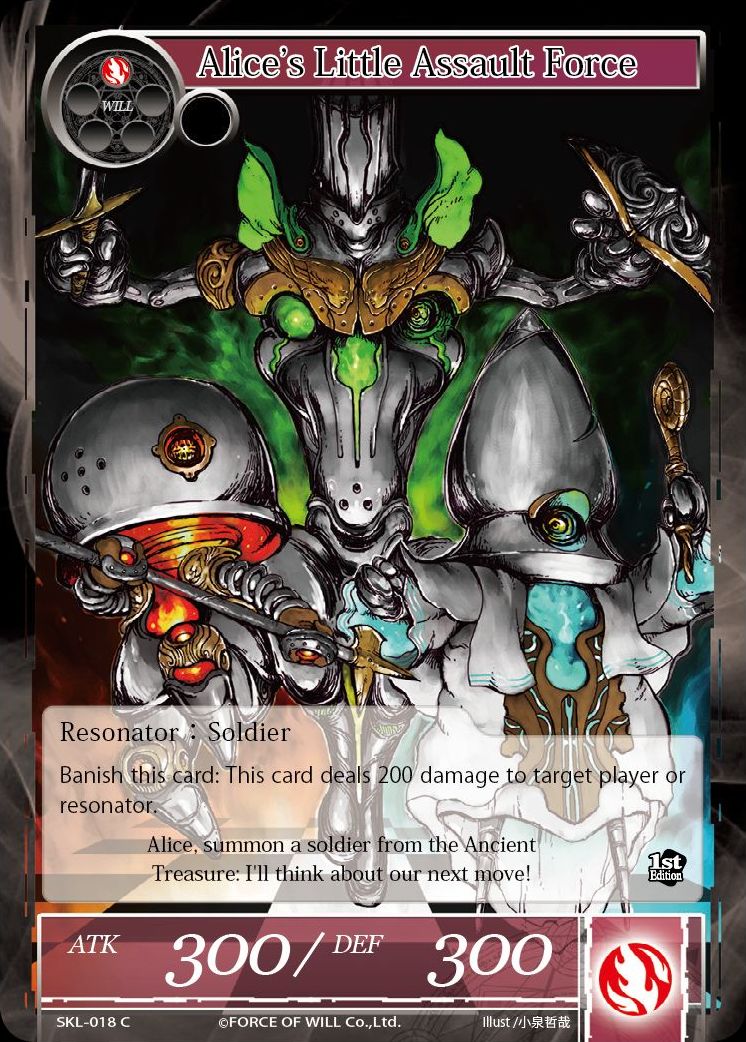 Alice's Little Assault Force
WILL
Resonator : Soldier
Banish this card: This card deals 200 damage to target player or
resonator.
Alice, summon a soldier from the Ancient
Treasure: I'll think about our next move!
1st
Edition
ATK 300 / DEF 300
SKL-018 C ©FORCE OF WILL Co.,Ltd. Illust /小泉哲哉